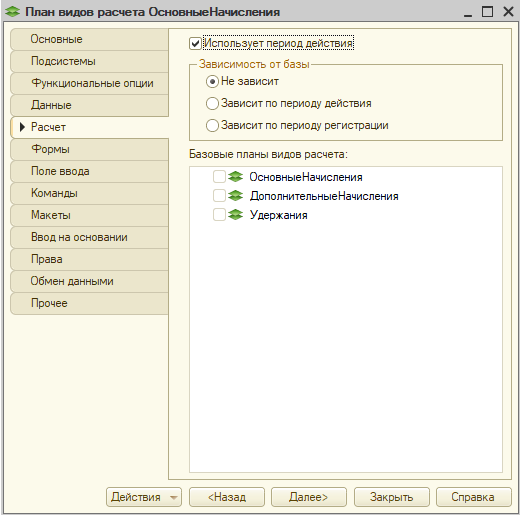 План видов расчета ОсновныеНачисления
Основные
Подсистемы
Функциональные опции
Данные
Расчет
Формы
Поле ввода
Команды
Макеты
Ввод на основании
Права
Обмен данными
Прочее
Использует период действия
Зависимость от базы
Не зависит
Зависит по периоду действия
Зависит по периоду регистрации
Базовые планы видов расчета:
ОсновныеНачисления
ДополнительныеНачисления
Удержания
Действия
<Назад
Далее>
Закрыть
Справка